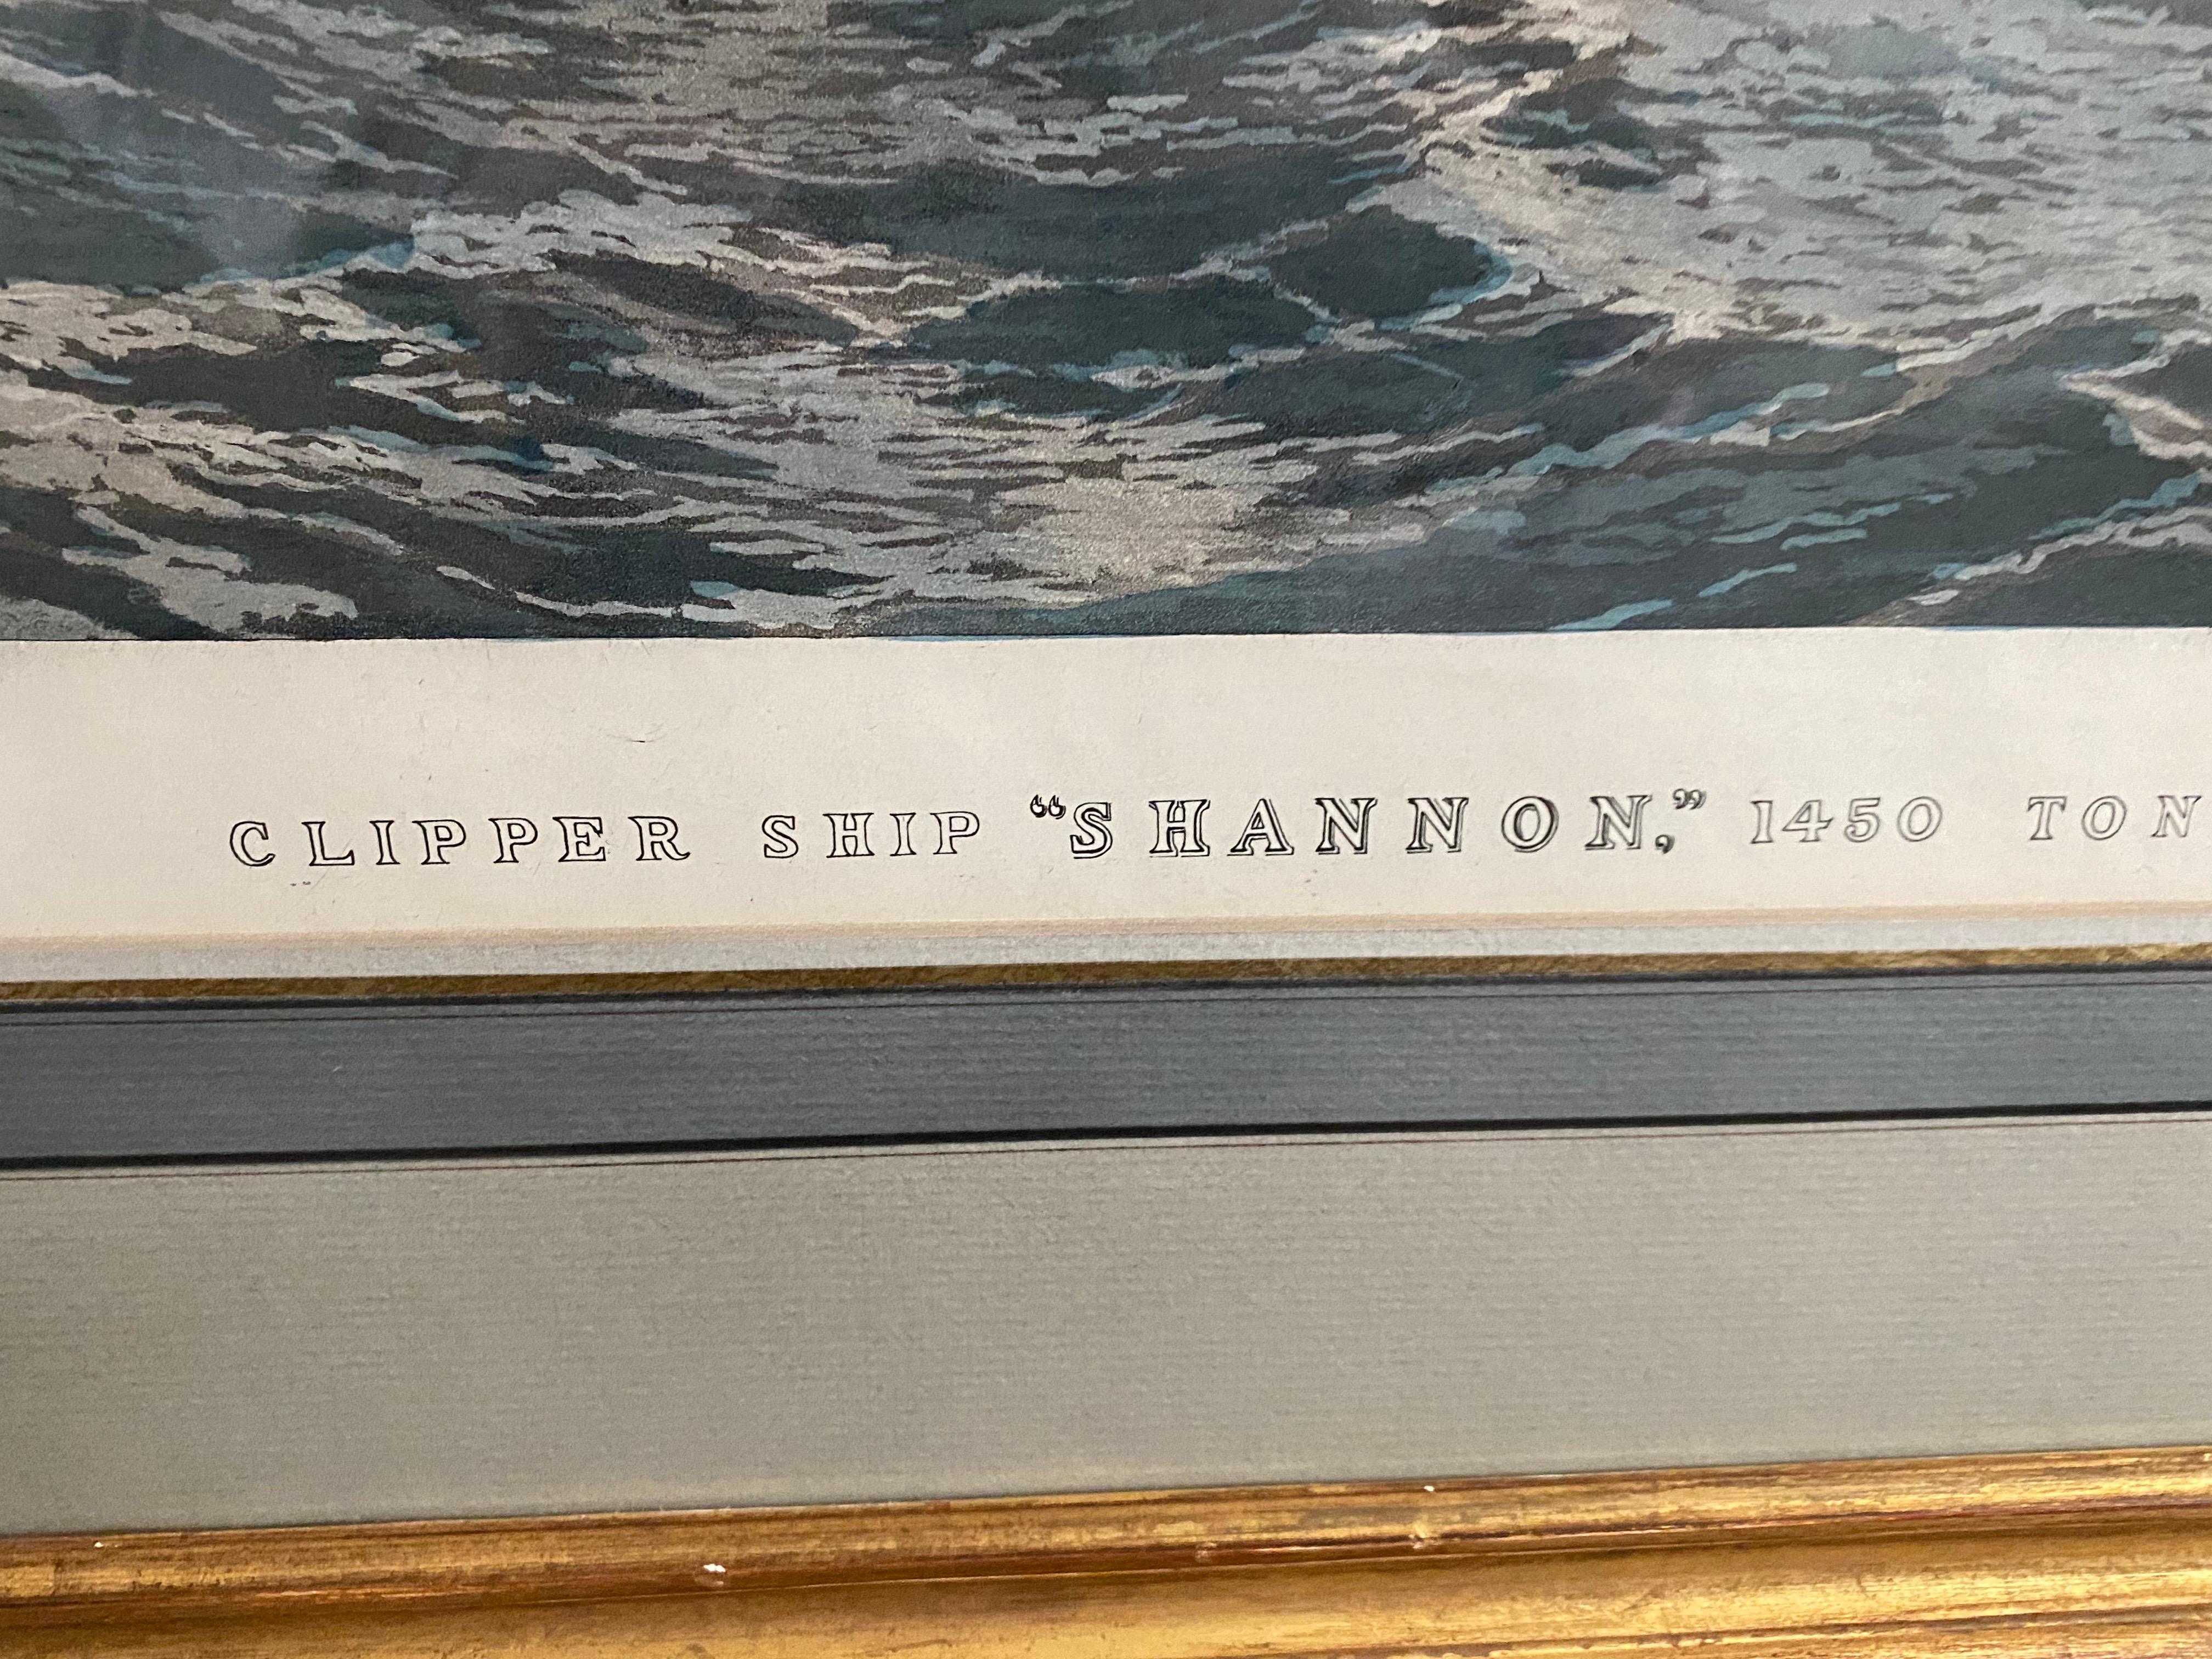 CLIPPER SHIP “SHANNON,” 1450 TON